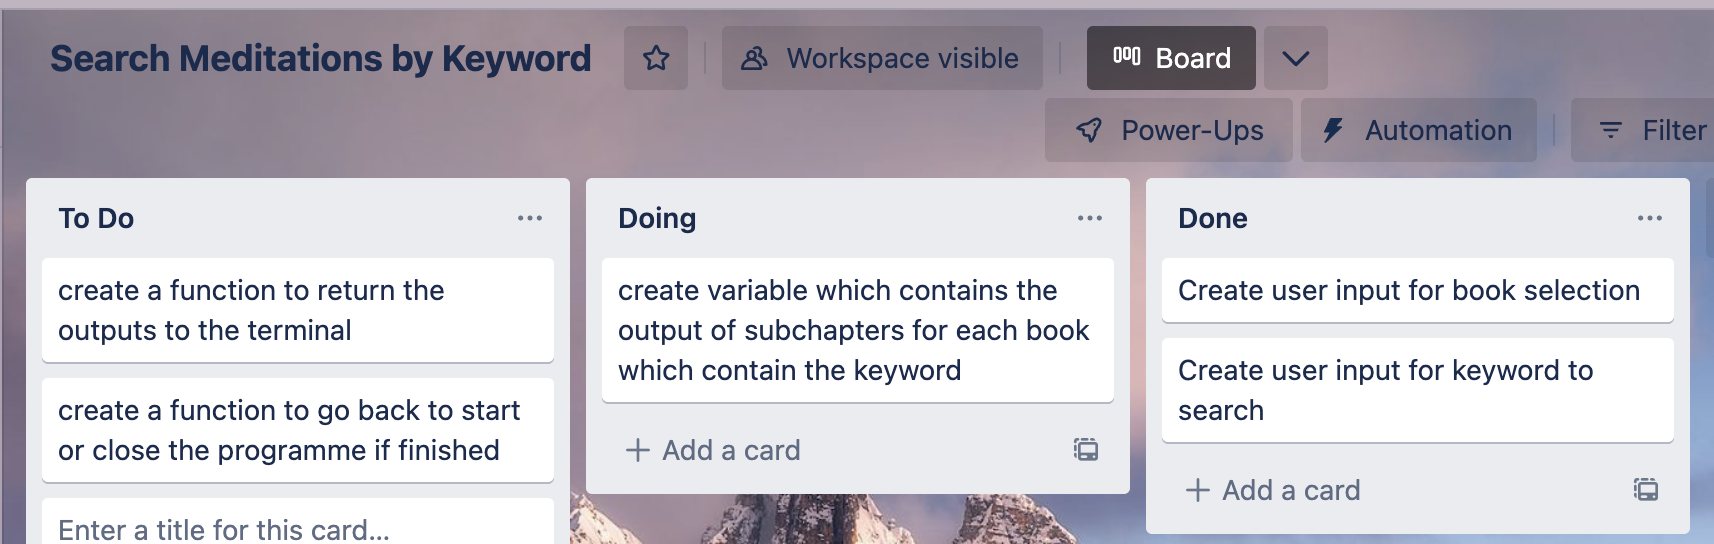 Search Meditations by Keyword
Workspace visible
Board
Power-Ups
Automation
Filter
To Do
create a function to return the
outputs to the terminal
create a function to go back to start
or close the programme if finished
Enter a title for this card...
Doing
create variable which contains the
output of subchapters for each book
which contain the keyword
Add a card
Done
Create user input for book selection
Create user input for keyword to
search
Add a card